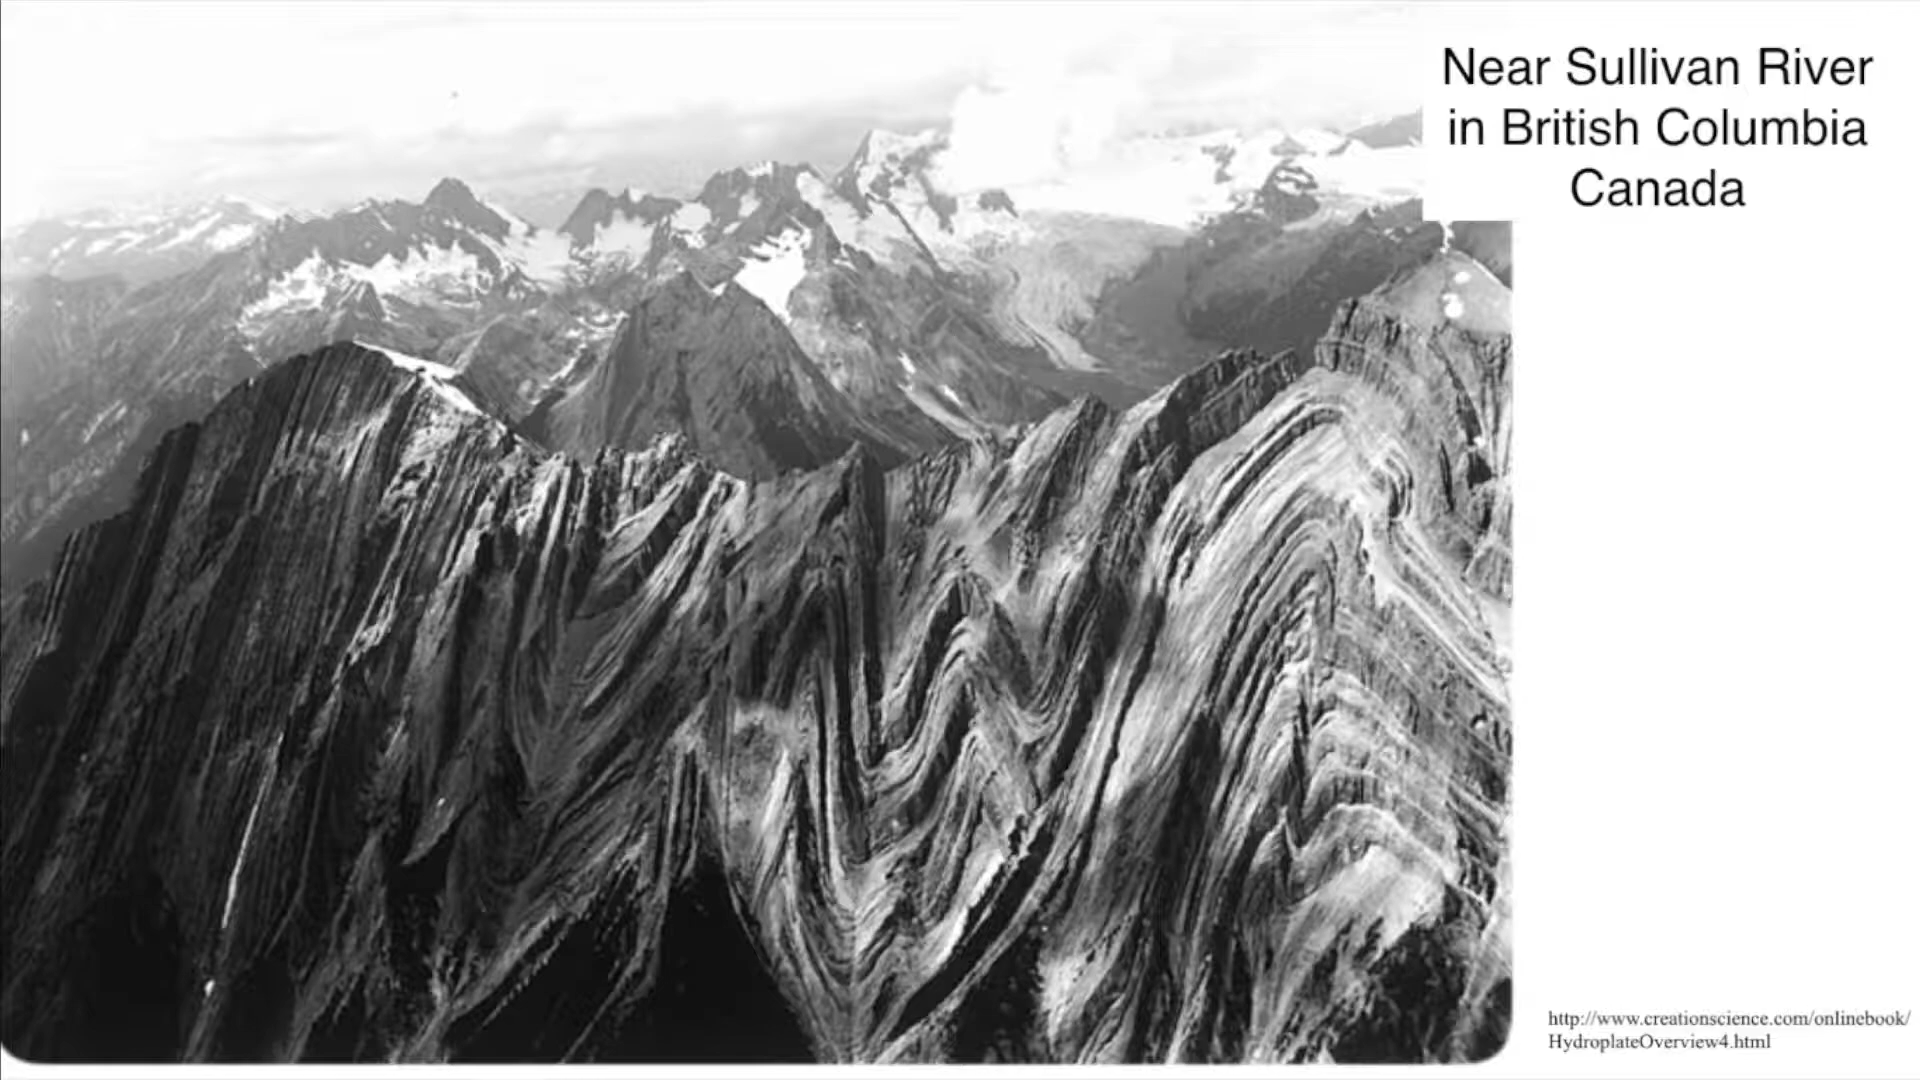 Near Sullivan River
in British Columbia
Canada
http://www.creationscience.com/onlinebook/
HydroplateOverview4.html